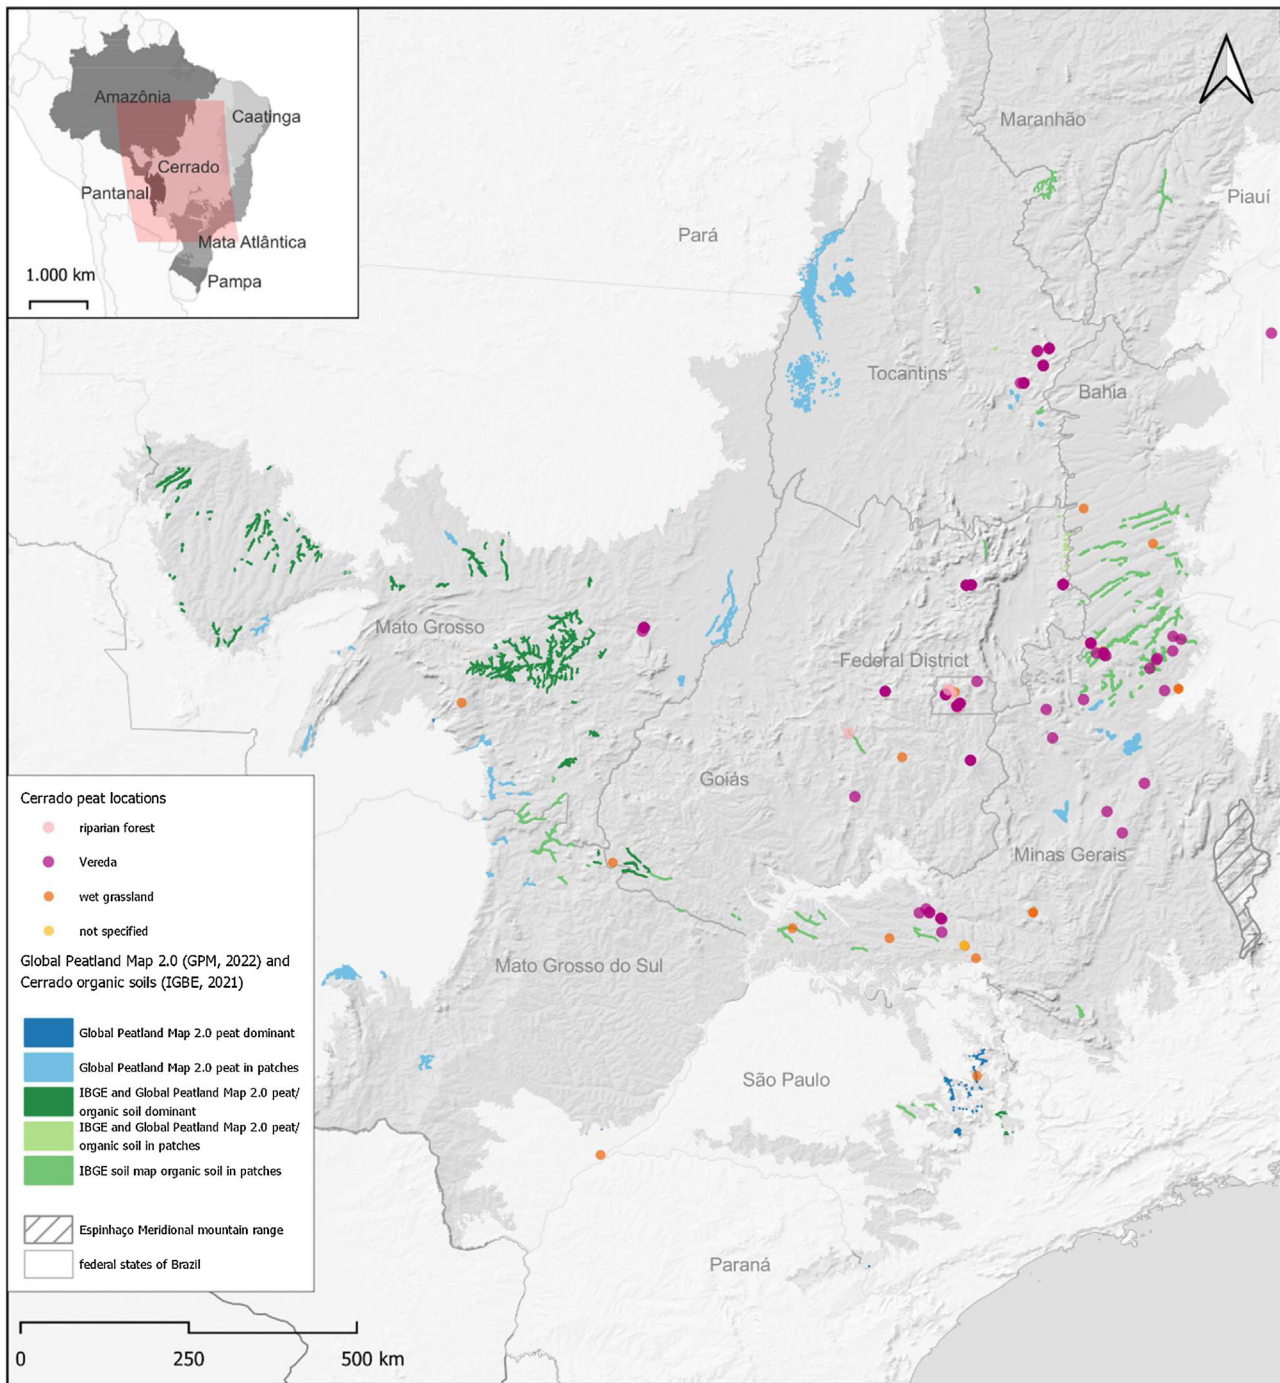 Amazônia
Caatinga
Cerrado
Pantanal
Mata Atlântica
1.000 km
Pampa
Maranhão
Piauí
Pará
Tocantins
Bahia
Mato Grosso
Federal District
Goiás
Minas Gerais
Mato Grosso do Sul
São Paulo
Paraná
Cerrado peat locations
riparian forest
Vereda
wet grassland
not specified
Global Peatland Map 2.0 (GPM, 2022) and
Cerrado organic soils (IGBE, 2021)
Global Peatland Map 2.0 peat dominant
Global Peatland Map 2.0 peat in patches
IBGE and Global Peatland Map 2.0 peat/
organic soil dominant
IBGE and Global Peatland Map 2.0 peat/
organic soil in patches
IBGE soil map organic soil in patches
Espinhaço Meridional mountain range
federal states of Brazil
0 250 500 km